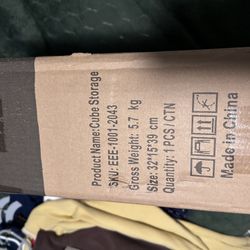 Product Name:Cube Storage
SKU:EEE-1001-2043
Gross Weight: 5.7 kg
Size:32*15*39 cm
Quantity:1 PCS / CTN
Made in China